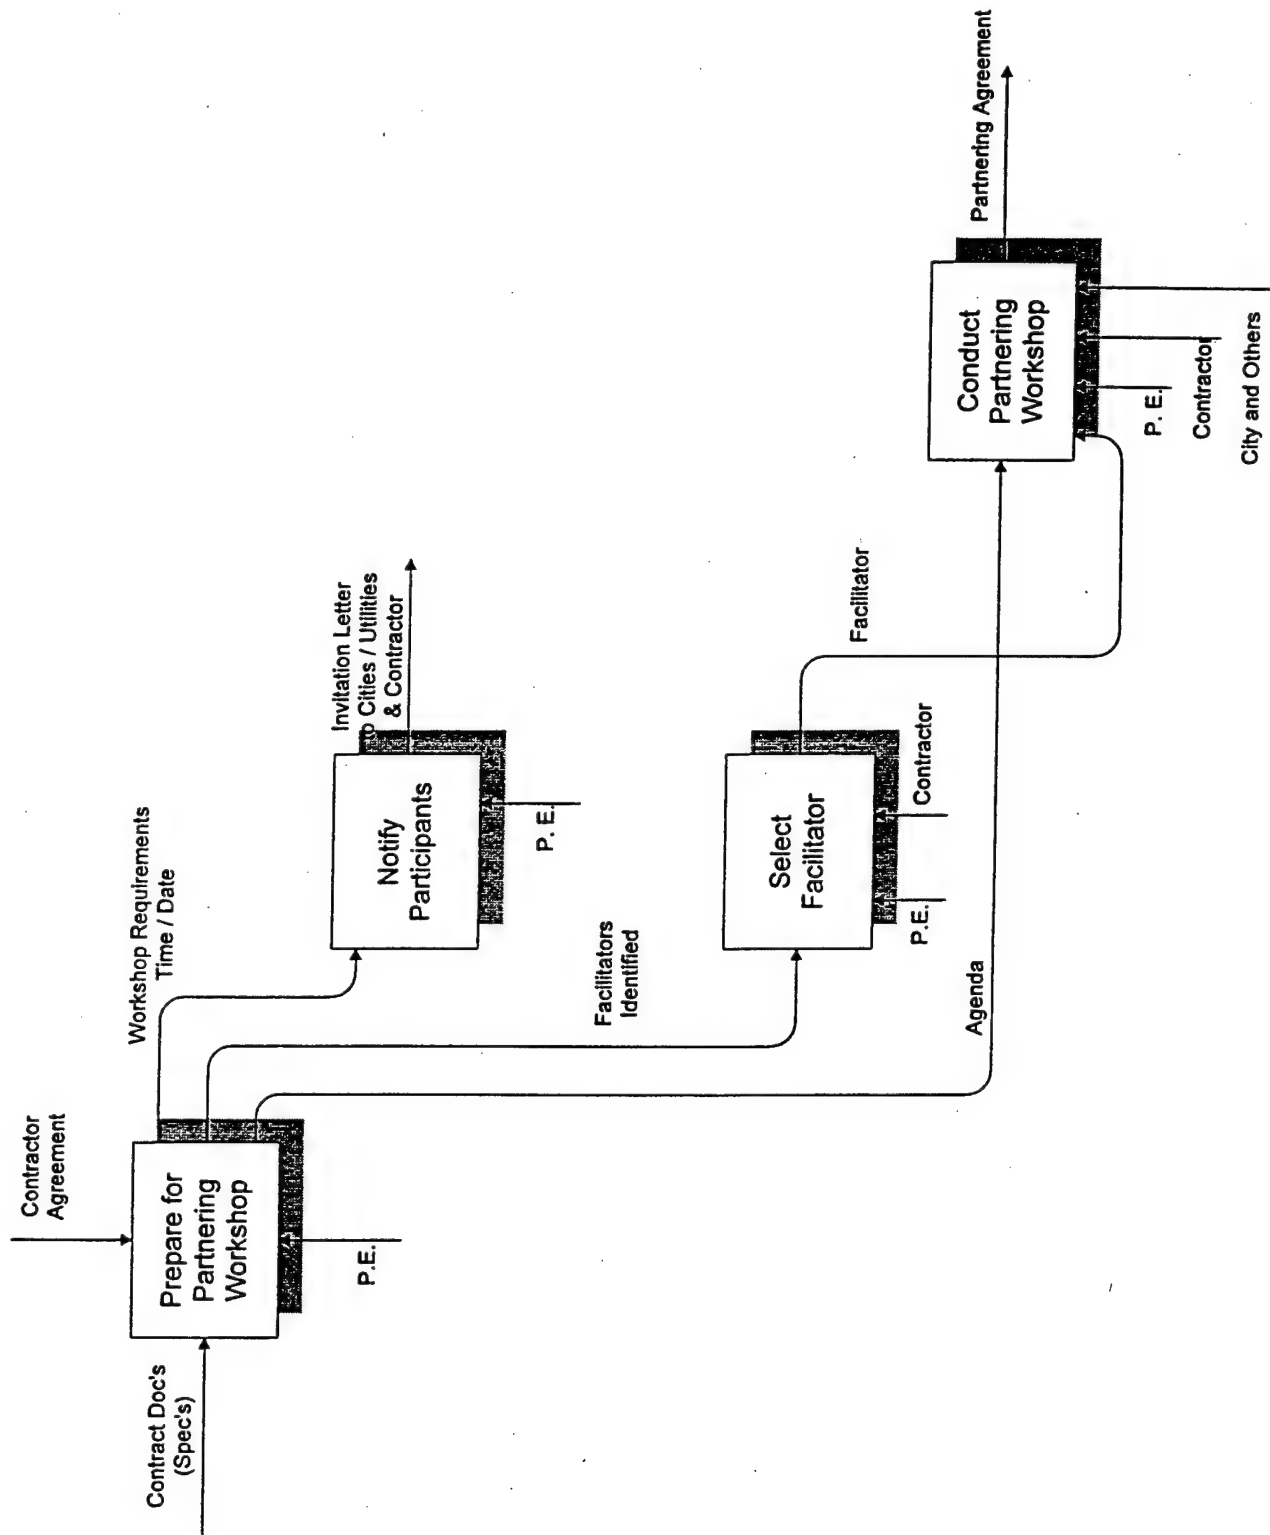 Contractor
Agreement
Contract Doc's
(Spec's)
Prepare for
Partnering
Workshop
P.E.
Workshop Requirements
Time / Date
Notify
Participants
P. E.
Invitation Letter
to Cities / Utilities
& Contractor
Facilitators
Identified
Select
Facilitator
P.E.
Contractor
Facilitator
Agenda
Conduct
Partnering
Workshop
P. E.
Contractor
City and Others
Partnering Agreement